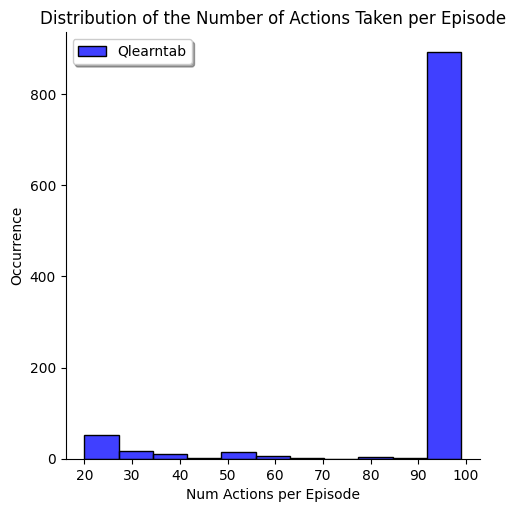 Distribution of the Number of Actions Taken per Episode
Qlearntab
Occurrence
800
600
400
200
0
20 30 40 50 60 70 80 90 100
Num Actions per Episode